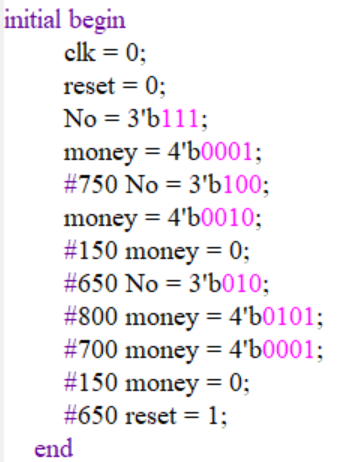 initial begin
clk = 0;
reset = 0;
No = 3'b111;
money = 4'b0001;
#750 No = 3'b100;
money = 4'b0010;
#150 money = 0;
#650 No = 3'b010;
#800 money = 4'b0101;
#700 money = 4'b0001;
#150 money = 0;
#650 reset = 1;
end